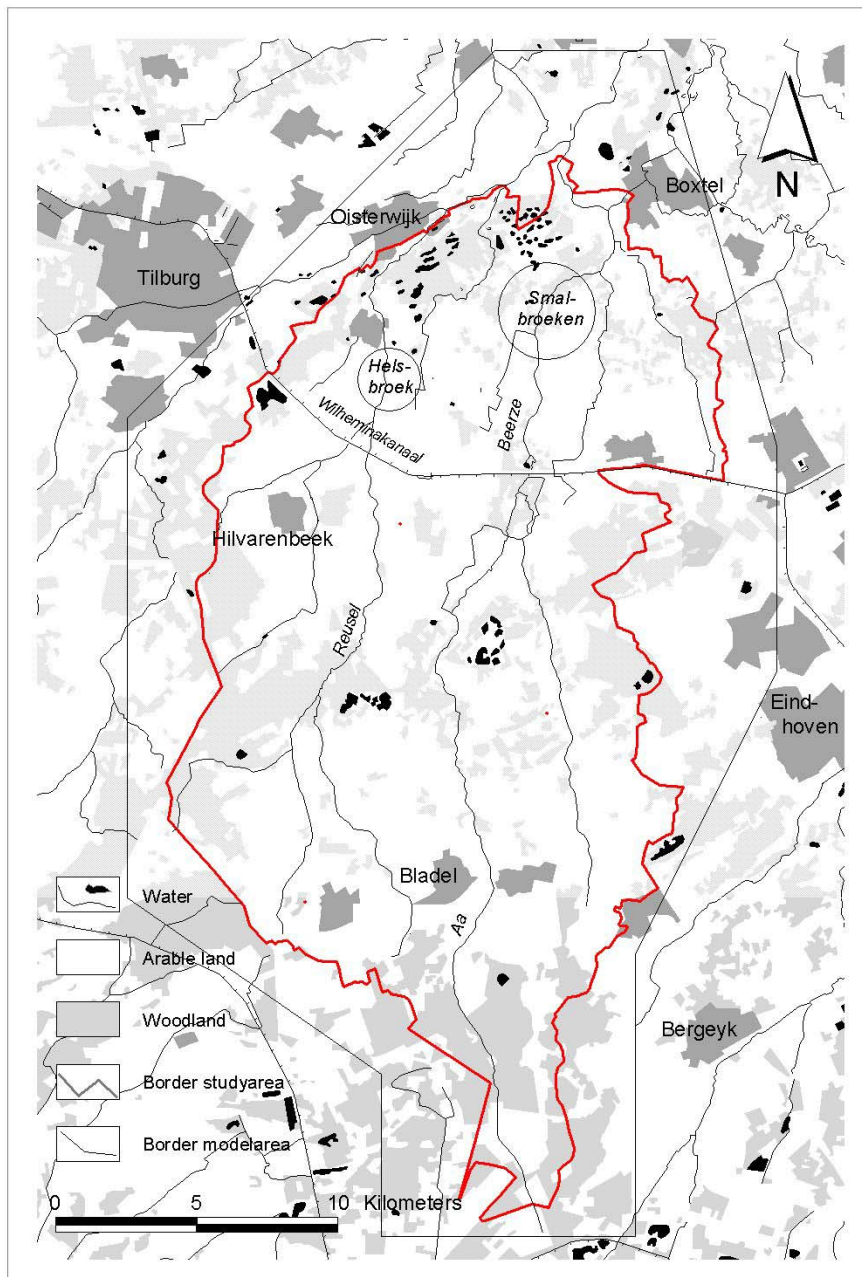 Boxtel
N
Oisterwijk
Tilburg
Smal-
broeken
Hels-
broek
Wilheminakanaal
Beerze
Hilvarenbeek
Reusel
Eind-
hoven
Bladel
Aa
Water
Arable land
Woodland
Bergeyk
Border studyarea
Border modelarea
0 5 10 Kilometers